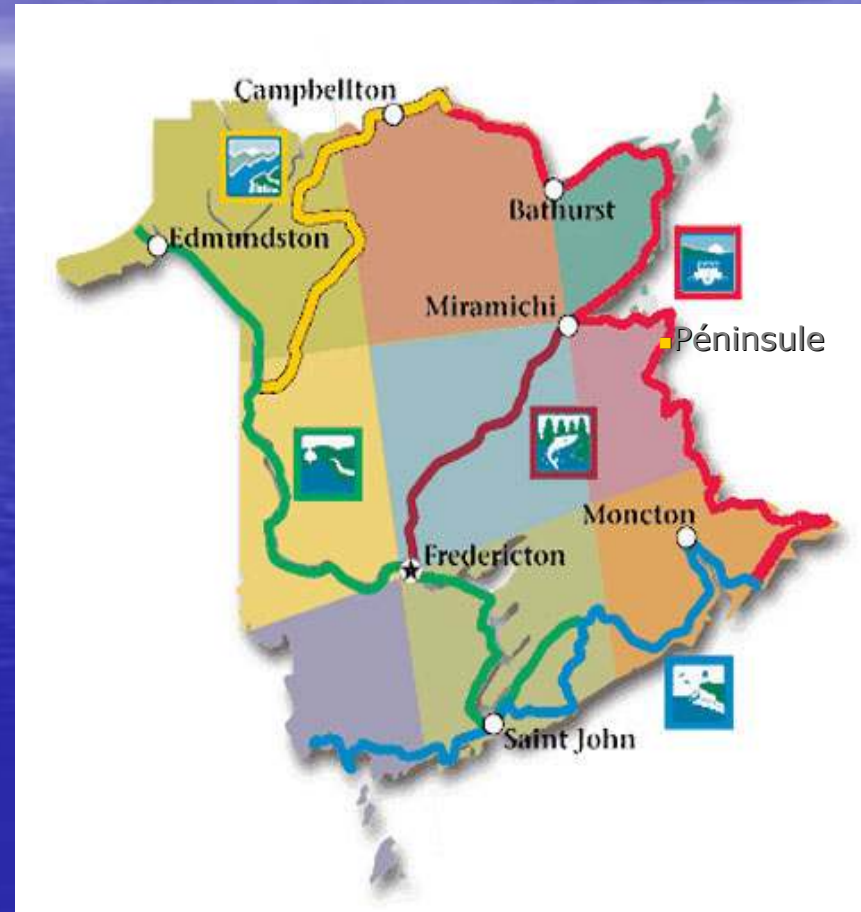 Campbellton
Bathurst
Edmundston
Miramichi
Péninsule
Moncton
Fredericton
Saint John